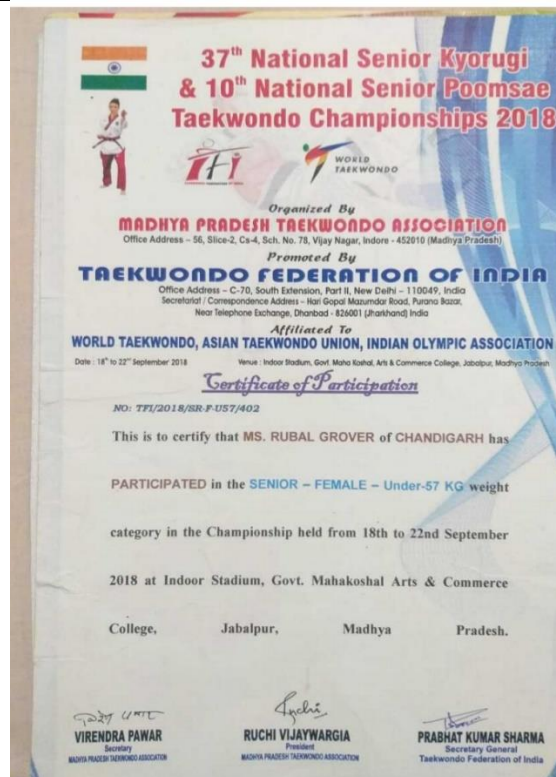 37th National Senior Kyorugi
& 10th National Senior Poomsae
Taekwondo Championships 2018
TFi
WORLD
TAEKWONDO
Organized By
MADHYA PRADESH TAEKWONDO ASSOCIATION
Office Address – 56, Slice-2, Cs-4, Sch. No. 78, Vijay Nagar, Indore - 452010 (Madhya Pradesh)
Promoted By
TAEKWONDO FEDERATION OF INDIA
Office Address – C-70, South Extension, Part II, New Delhi – 110049, India
Secretariat / Correspondence Address – Hari Gopal Mazumdar Road, Purana Bazar,
Near Telephone Exchange, Dhanbad - 826001 (Jharkhand) India
Affiliated To
WORLD TAEKWONDO, ASIAN TAEKWONDO UNION, INDIAN OLYMPIC ASSOCIATION
Date : 18th to 22nd September 2018 Venue : Indoor Stadium, Govt. Maha Koshal, Arts & Commerce College, Jabalpur, Madhya Pradesh
Certificate of Participation
NO: TFI/2018/SR-F-U57/402
This is to certify that MS. RUBAL GROVER of CHANDIGARH has
PARTICIPATED in the SENIOR – FEMALE – Under-57 KG weight
category in the Championship held from 18th to 22nd September
2018 at Indoor Stadium, Govt. Mahakoshal Arts & Commerce
College, Jabalpur, Madhya Pradesh.
VIRENDRA PAWAR
Secretary
MADHYA PRADESH TAEKWONDO ASSOCIATION
Ruchi
RUCHI VIJAYWARGIA
President
MADHYA PRADESH TAEKWONDO ASSOCIATION
PRABHAT KUMAR SHARMA
Secretary General
Taekwondo Federation of India